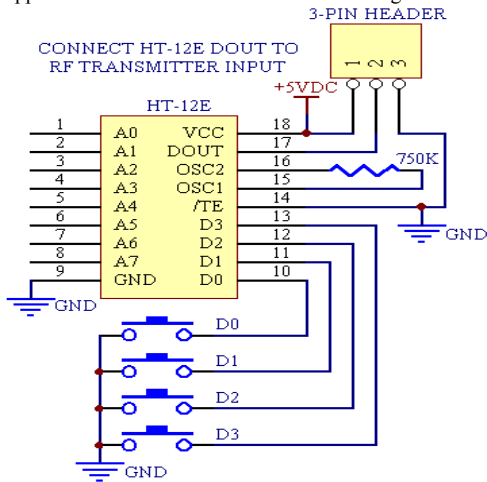 3-PIN HEADER
CONNECT HT-12E DOUT TO
RF TRANSMITTER INPUT
1 2 3
+5VDC
HT-12E
1 A0 VCC 18
2 A1 DOUT 17
3 A2 OSC2 16 750K
4 A3 OSC1 15
5 A4 /TE 14
6 A5 D3 13
GND
7 A6 D2 12
8 A7 D1 11
9 GND D0 10
GND
D0
D1
D2
D3
GND